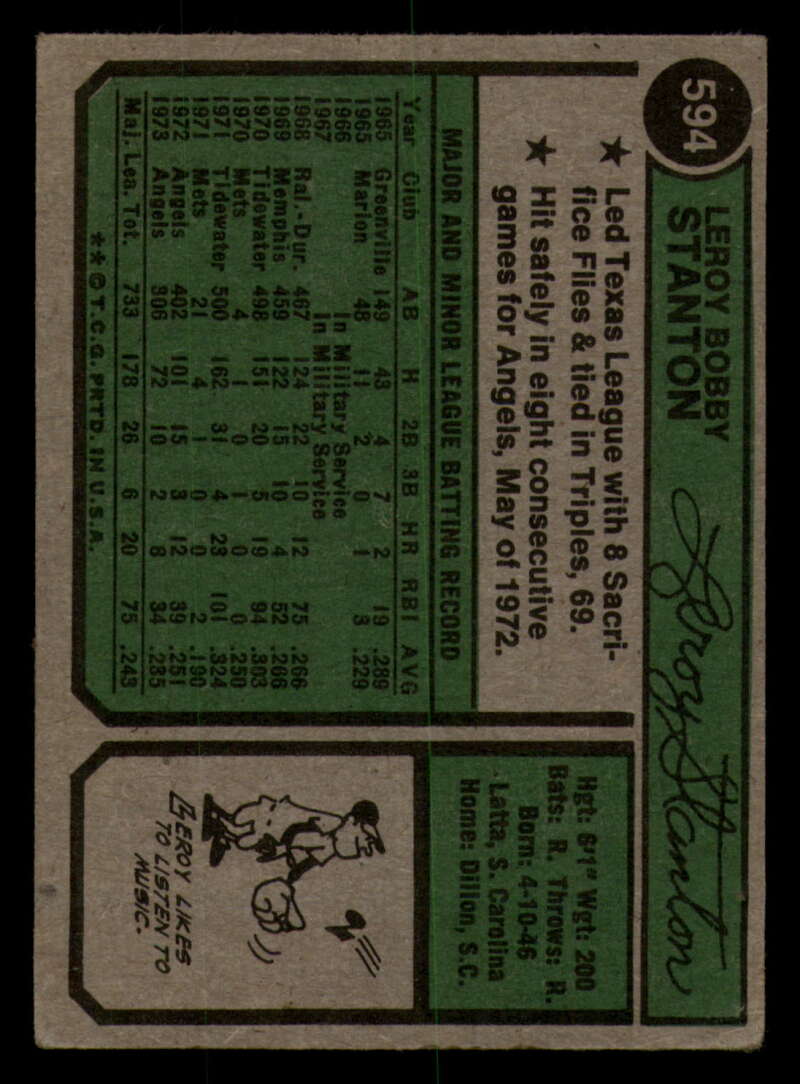 594
LEROY BOBBY
STANTON
Leroy Stanton
★ Led Texas League with 8 Sacri-
fice Flies & tied in Triples, 69.
★ Hit safely in eight consecutive
games for Angels, May of 1972.
Hgt: 6'1" Wgt: 200
Bats: R. Throws: R.
Born: 4-10-46
Latta, S. Carolina
Home: Dillon, S.C.
MAJOR AND MINOR LEAGUE BATTING RECORD
Year Club AB H 2B 3B HR RBI AVG
1965 Greenville 149 43 4 7 2 19 .289
1965 Marion 48 11 2 0 1 3 .229
1966 In Military Service
1967 In Military Service
1968 Ral.-Dur. 467 124 22 10 12 75 .266
1969 Memphis 459 122 15 10 4 52 .266
1970 Tidewater 498 151 20 5 19 94 .303
1970 Mets 4 1 0 1 0 0 .250
1971 Tidewater 500 162 31 4 23 101 .324
1971 Mets 21 4 1 0 0 2 .190
1972 Angels 402 101 15 3 12 39 .251
1973 Angels 306 72 10 2 8 34 .235
Maj. Lea. Tot. 733 178 26 6 20 75 .243
**© T.C.G. PRTD. IN U.S.A.
LEROY LIKES
TO LISTEN TO
MUSIC.